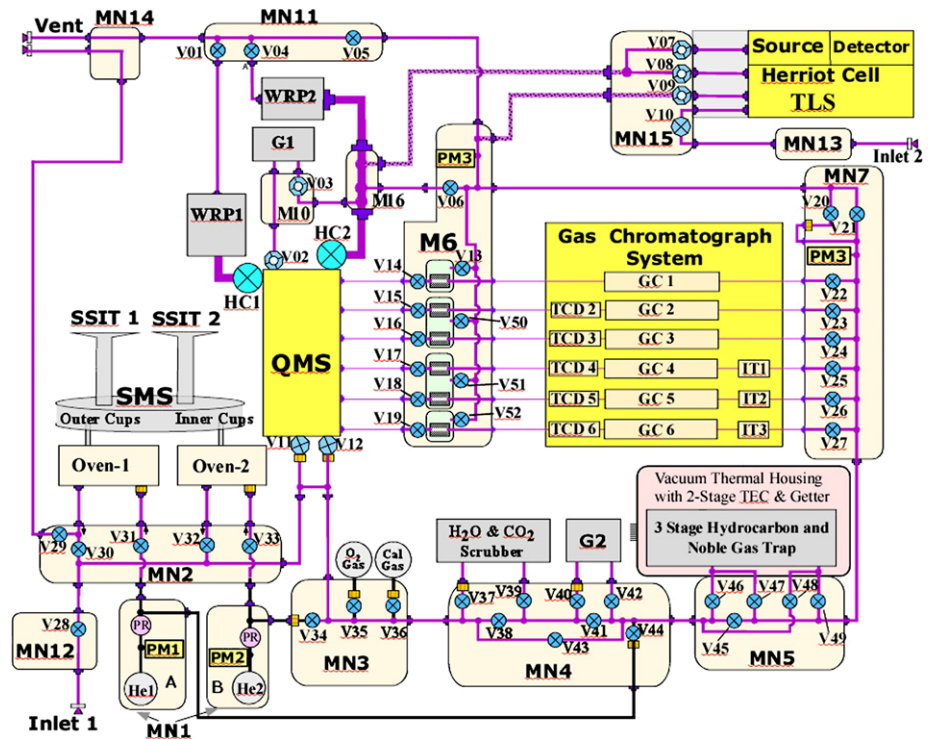 MN14
MN11
Vent
V01
V04
V05
A
WRP2
G1
V03
M10
M16
WRP1
HC2
HC1
V02
PM3
V06
M6
V07
V08
V09
V10
MN15
Source
Detector
Herriot Cell
TLS
MN13
Inlet 2
MN7
V20
V21
PM3
V22
V23
V24
V25
V26
V27
Gas Chromatograph
System
GC 1
TCD 2
GC 2
TCD 3
GC 3
TCD 4
GC 4
IT1
TCD 5
GC 5
IT2
TCD 6
GC 6
IT3
V14
V13
V15
V50
V16
V17
V51
V18
V52
V19
QMS
V11
V12
SSIT 1
SSIT 2
SMS
Outer Cups
Inner Cups
Oven-1
Oven-2
V29
V30
V31
V32
V33
MN2
V28
MN12
Inlet 1
PR
PM1
He1
A
PR
PM2
B
He2
MN1
O2
Gas
Cal
Gas
V34
V35
V36
MN3
H2O & CO2
Scrubber
G2
V37
V39
V40
V42
V38
V41
V44
V43
MN4
Vacuum Thermal Housing
with 2-Stage TEC & Getter
3 Stage Hydrocarbon and
Noble Gas Trap
V46
V47
V48
V45
V49
MN5